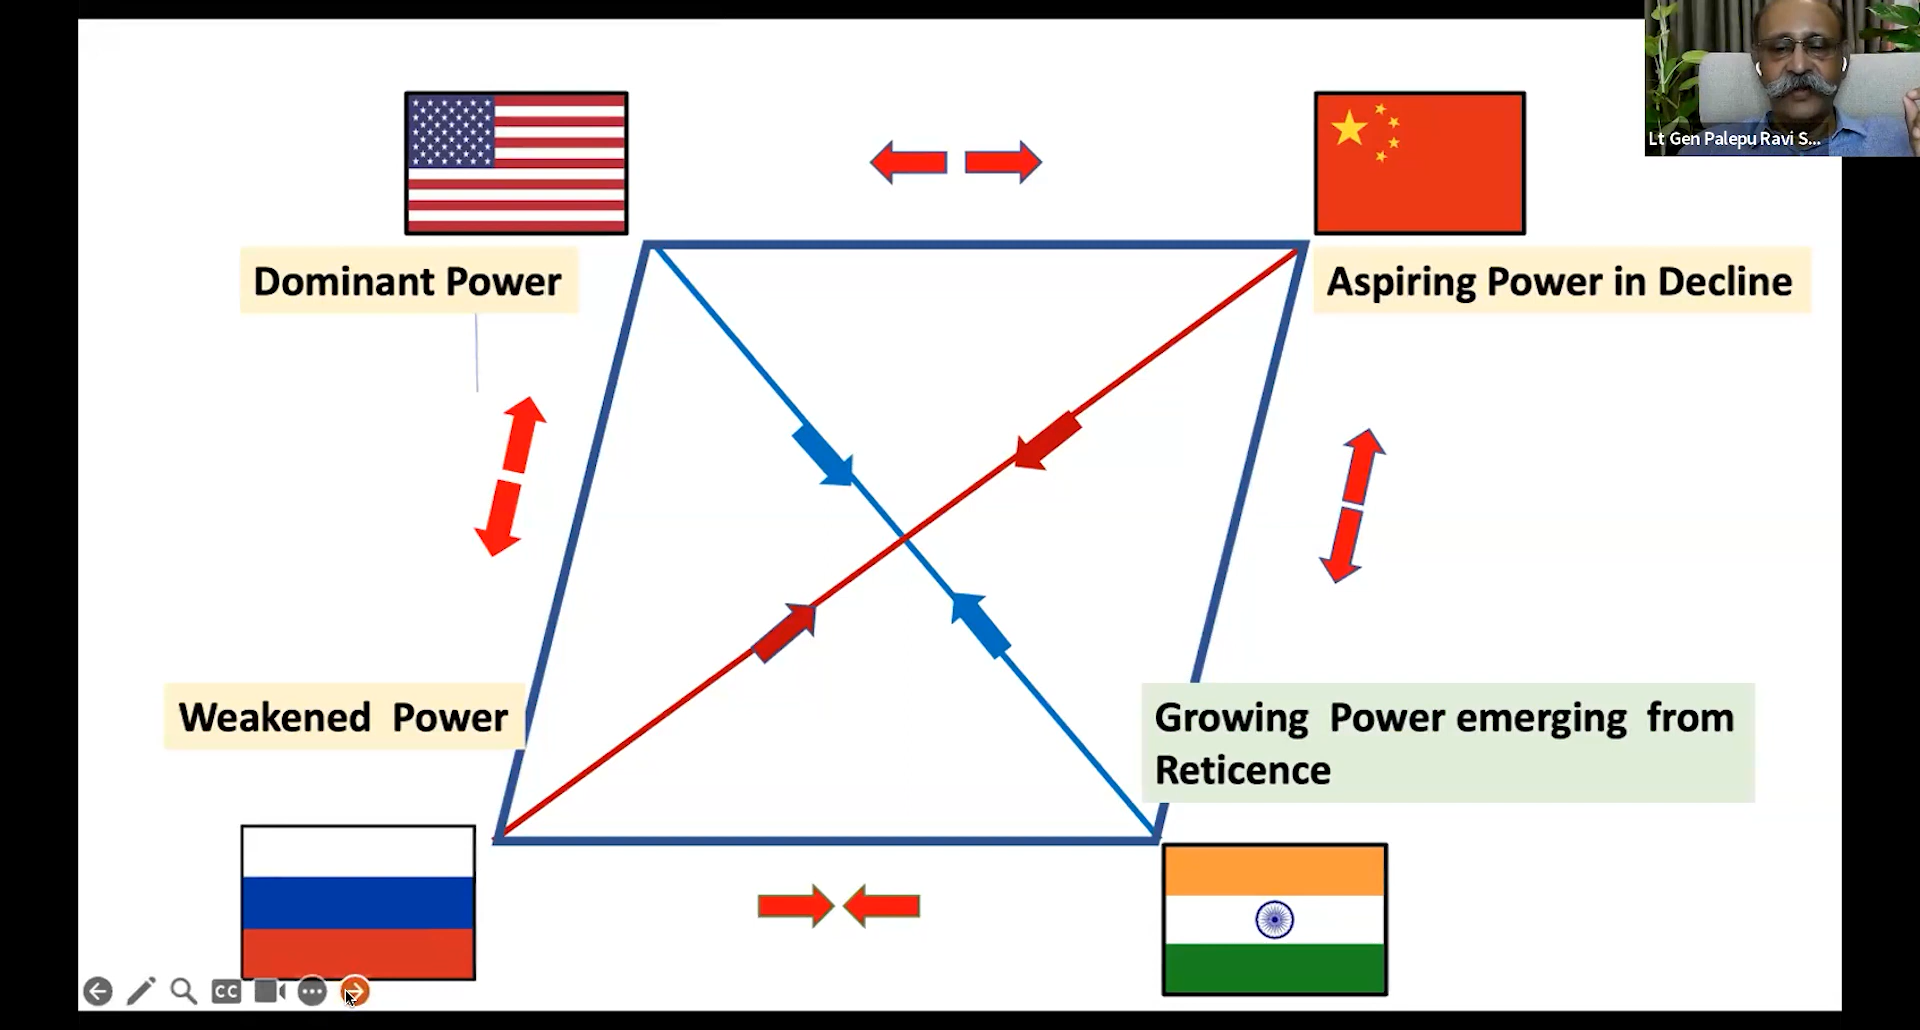 Lt Gen Palepu Ravi S...
Dominant Power
Aspiring Power in Decline
Weakened Power
Growing Power emerging from
Reticence
CC